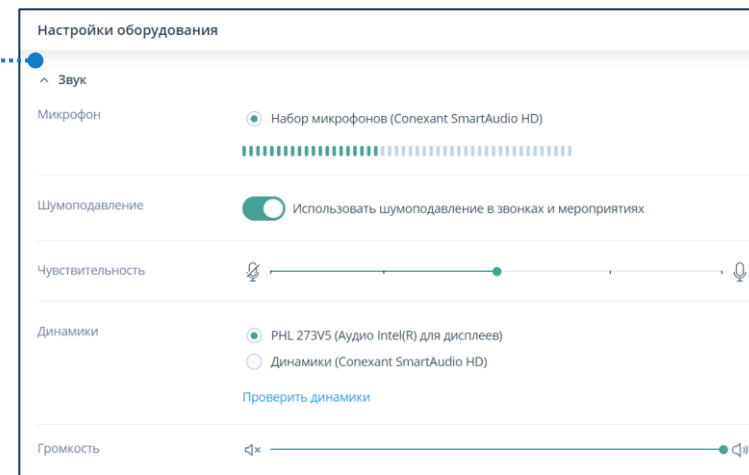 Настройки оборудования
Звук
Микрофон
Набор микрофонов (Conexant SmartAudio HD)
Шумоподавление
Использовать шумоподавление в звонках и мероприятиях
Чувствительность
Динамики
PHL 273V5 (Аудио Intel(R) для дисплеев)
Динамики (Conexant SmartAudio HD)
Проверить динамики
Громкость